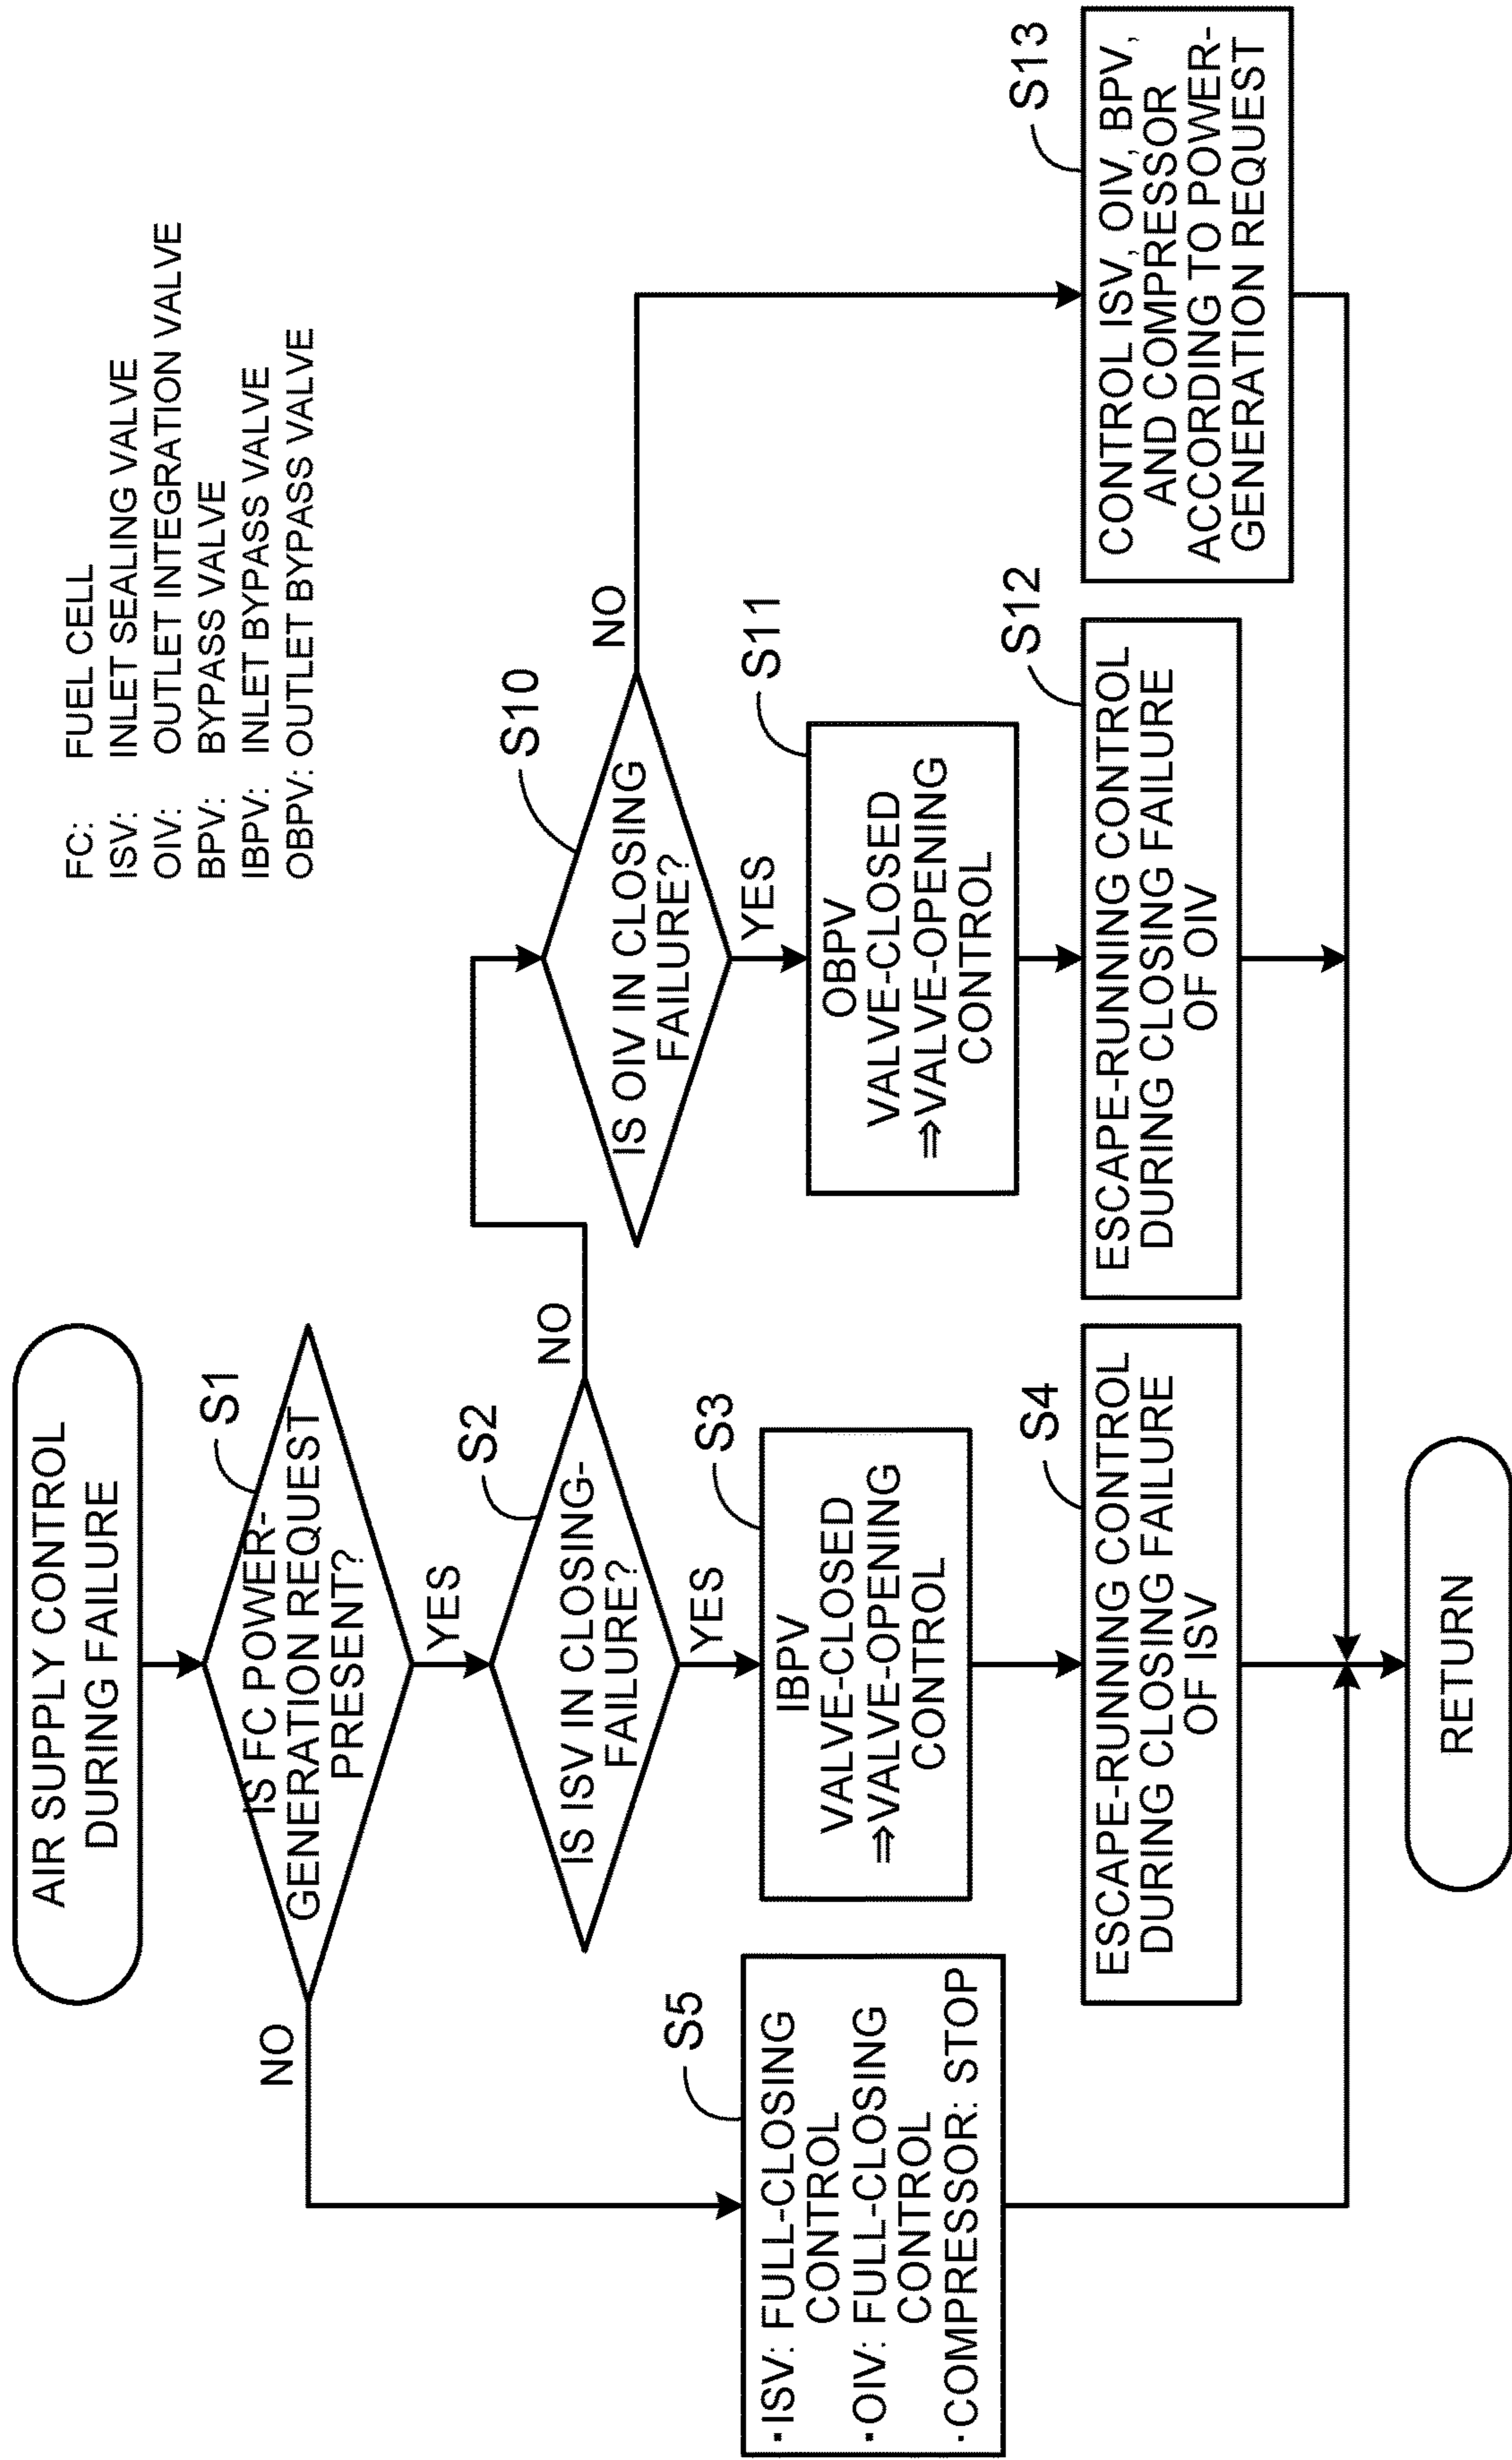 AIR SUPPLY CONTROL
DURING FAILURE
FC: FUEL CELL
ISV: INLET SEALING VALVE
OIV: OUTLET INTEGRATION VALVE
BPV: BYPASS VALVE
IBPV: INLET BYPASS VALVE
OBPV: OUTLET BYPASS VALVE
S1
IS FC POWER-
GENERATION REQUEST
PRESENT?
NO
YES
S2
IS ISV IN CLOSING-
FAILURE?
NO
YES
S10
IS OIV IN CLOSING
FAILURE?
NO
YES
S5
·ISV: FULL-CLOSING
CONTROL
·OIV: FULL-CLOSING
CONTROL
·COMPRESSOR: STOP
S3
IBPV
VALVE-CLOSED
⇒VALVE-OPENING
CONTROL
S11
OBPV
VALVE-CLOSED
⇒VALVE-OPENING
CONTROL
S4
ESCAPE-RUNNING CONTROL
DURING CLOSING FAILURE
OF ISV
S12
ESCAPE-RUNNING CONTROL
DURING CLOSING FAILURE
OF OIV
S13
CONTROL ISV, OIV, BPV,
AND COMPRESSOR
ACCORDING TO POWER-
GENERATION REQUEST
RETURN